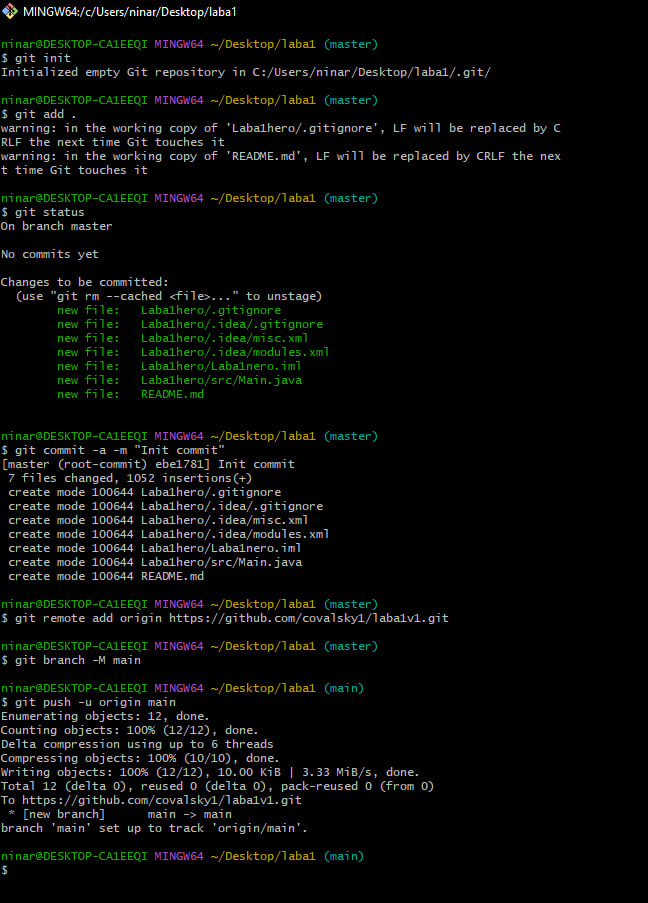 MINGW64:/c/Users/ninar/Desktop/laba1
ninar@DESKTOP-CA1EEQI MINGW64 ~/Desktop/laba1 (master)
$ git init
Initialized empty Git repository in C:/Users/ninar/Desktop/laba1/.git/
ninar@DESKTOP-CA1EEQI MINGW64 ~/Desktop/laba1 (master)
$ git add .
warning: in the working copy of 'Laba1hero/.gitignore', LF will be replaced by C
RLF the next time Git touches it
warning: in the working copy of 'README.md', LF will be replaced by CRLF the nex
t time Git touches it
ninar@DESKTOP-CA1EEQI MINGW64 ~/Desktop/laba1 (master)
$ git status
On branch master
No commits yet
Changes to be committed:
  (use "git rm --cached <file>..." to unstage)
        new file:   Laba1hero/.gitignore
        new file:   Laba1hero/.idea/.gitignore
        new file:   Laba1hero/.idea/misc.xml
        new file:   Laba1hero/.idea/modules.xml
        new file:   Laba1hero/Laba1nero.iml
        new file:   Laba1hero/src/Main.java
        new file:   README.md
ninar@DESKTOP-CA1EEQI MINGW64 ~/Desktop/laba1 (master)
$ git commit -a -m "Init commit"
[master (root-commit) ebe1781] Init commit
 7 files changed, 1052 insertions(+)
 create mode 100644 Laba1hero/.gitignore
 create mode 100644 Laba1hero/.idea/.gitignore
 create mode 100644 Laba1hero/.idea/misc.xml
 create mode 100644 Laba1hero/.idea/modules.xml
 create mode 100644 Laba1hero/Laba1nero.iml
 create mode 100644 Laba1hero/src/Main.java
 create mode 100644 README.md
ninar@DESKTOP-CA1EEQI MINGW64 ~/Desktop/laba1 (master)
$ git remote add origin https://github.com/covalsky1/laba1v1.git
ninar@DESKTOP-CA1EEQI MINGW64 ~/Desktop/laba1 (master)
$ git branch -M main
ninar@DESKTOP-CA1EEQI MINGW64 ~/Desktop/laba1 (main)
$ git push -u origin main
Enumerating objects: 12, done.
Counting objects: 100% (12/12), done.
Delta compression using up to 6 threads
Compressing objects: 100% (10/10), done.
Writing objects: 100% (12/12), 10.00 KiB | 3.33 MiB/s, done.
Total 12 (delta 0), reused 0 (delta 0), pack-reused 0 (from 0)
To https://github.com/covalsky1/laba1v1.git
 * [new branch]      main -> main
branch 'main' set up to track 'origin/main'.
ninar@DESKTOP-CA1EEQI MINGW64 ~/Desktop/laba1 (main)
$